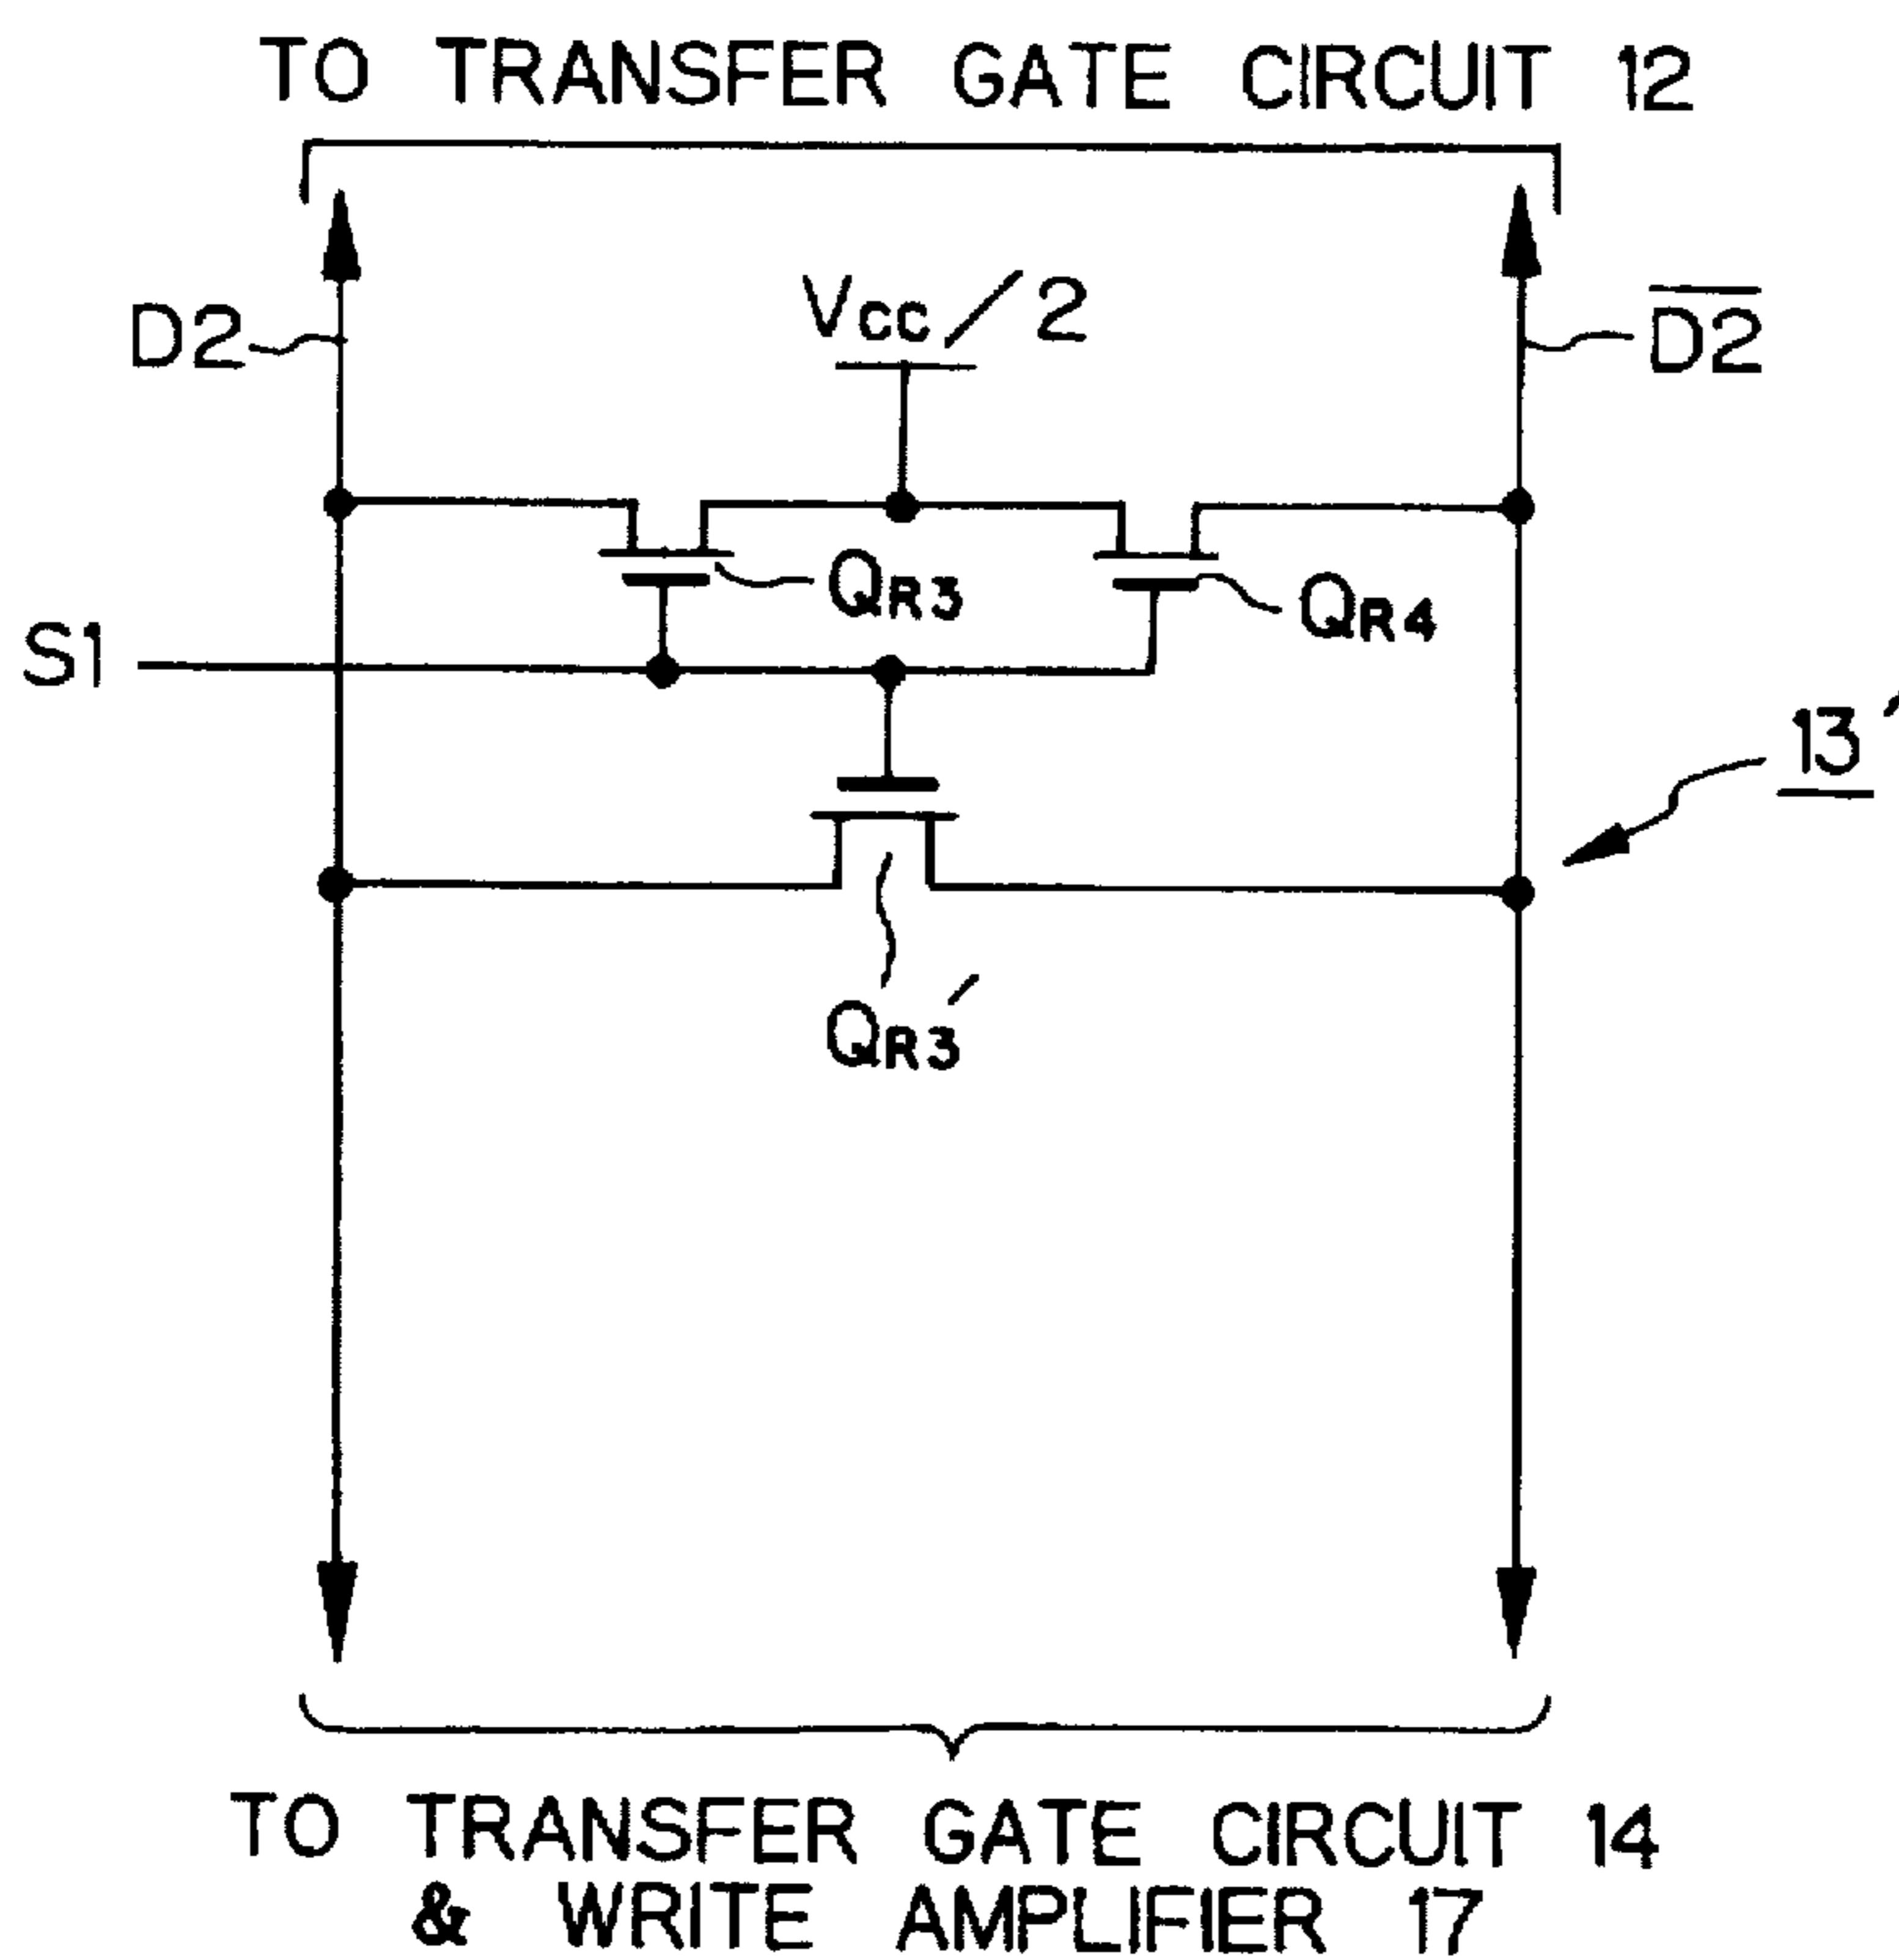 TO TRANSFER GATE CIRCUIT 12
Vcc/2
D2
D2̅
QR3
QR4
S1
13′
QR3′
TO TRANSFER GATE CIRCUIT 14
& WRITE AMPLIFIER 17